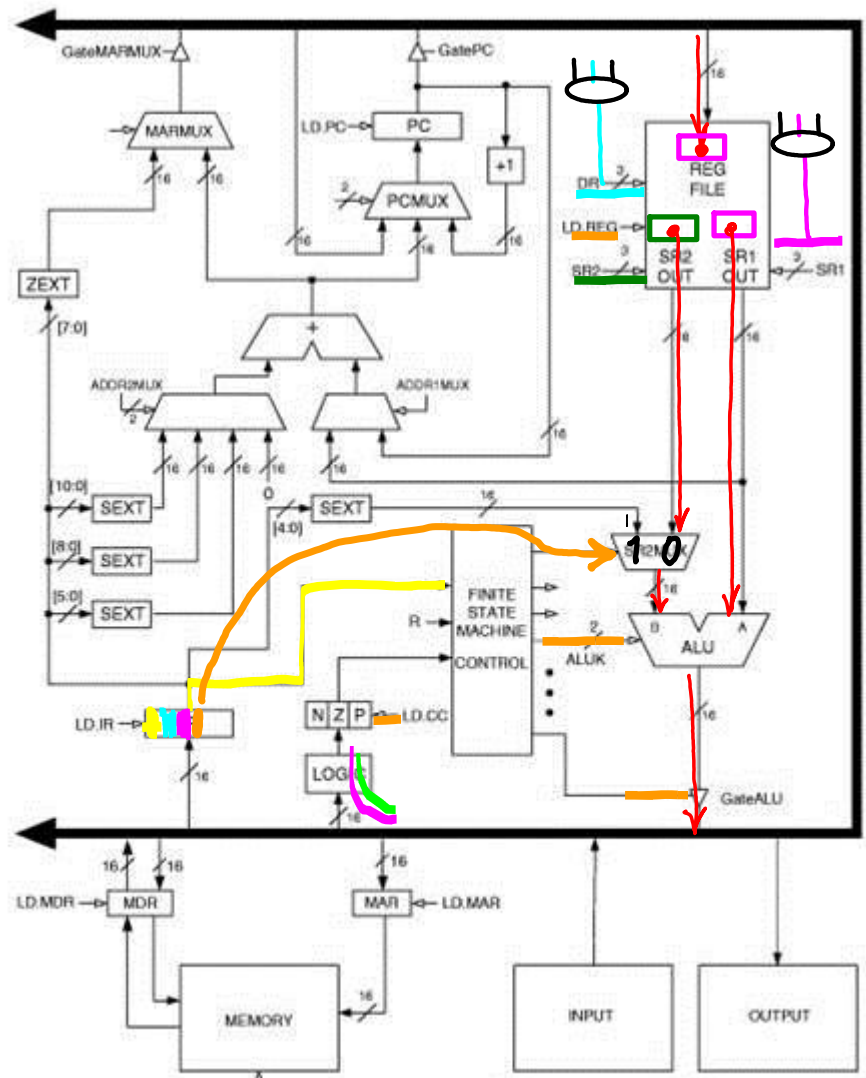 GateMARMUX
GatePC
16
MARMUX
LD.PC
PC
+1
16
16
2
PCMUX
REG
FILE
DR
3
LD.REG
SR2
3
SR2
OUT
SR1
OUT
3
SR1
16
16
16
ZEXT
[7:0]
+
16
ADDR2MUX
2
ADDR1MUX
16
16
16
16
16
16
0
[10:0]
SEXT
[4:0]
SEXT
16
[8:0]
SEXT
[5:0]
SEXT
1 0
SR2MUX
16
FINITE
STATE
MACHINE
CONTROL
R
2
ALUK
B
ALU
A
16
LD.IR
N Z P
LD.CC
LOGIC
16
16
GateALU
16
16
16
LD.MDR
MDR
MAR
LD.MAR
16
MEMORY
INPUT
OUTPUT